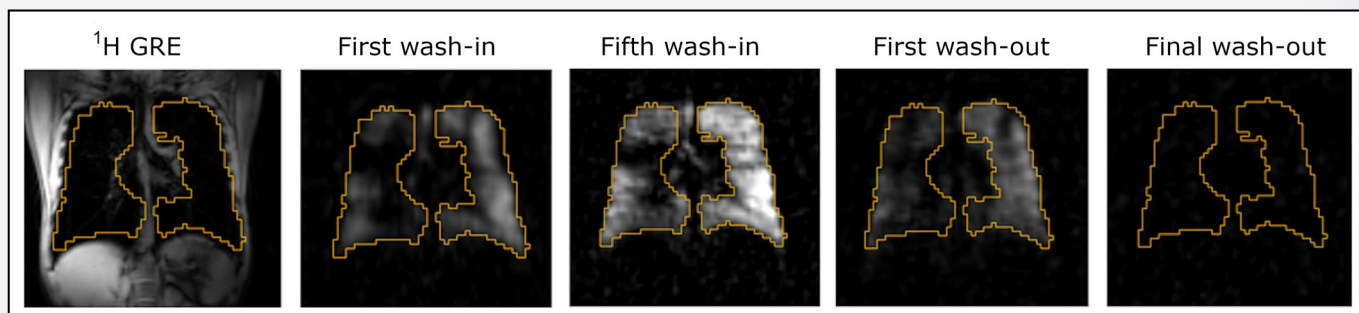 ¹H GRE
First wash-in
Fifth wash-in
First wash-out
Final wash-out